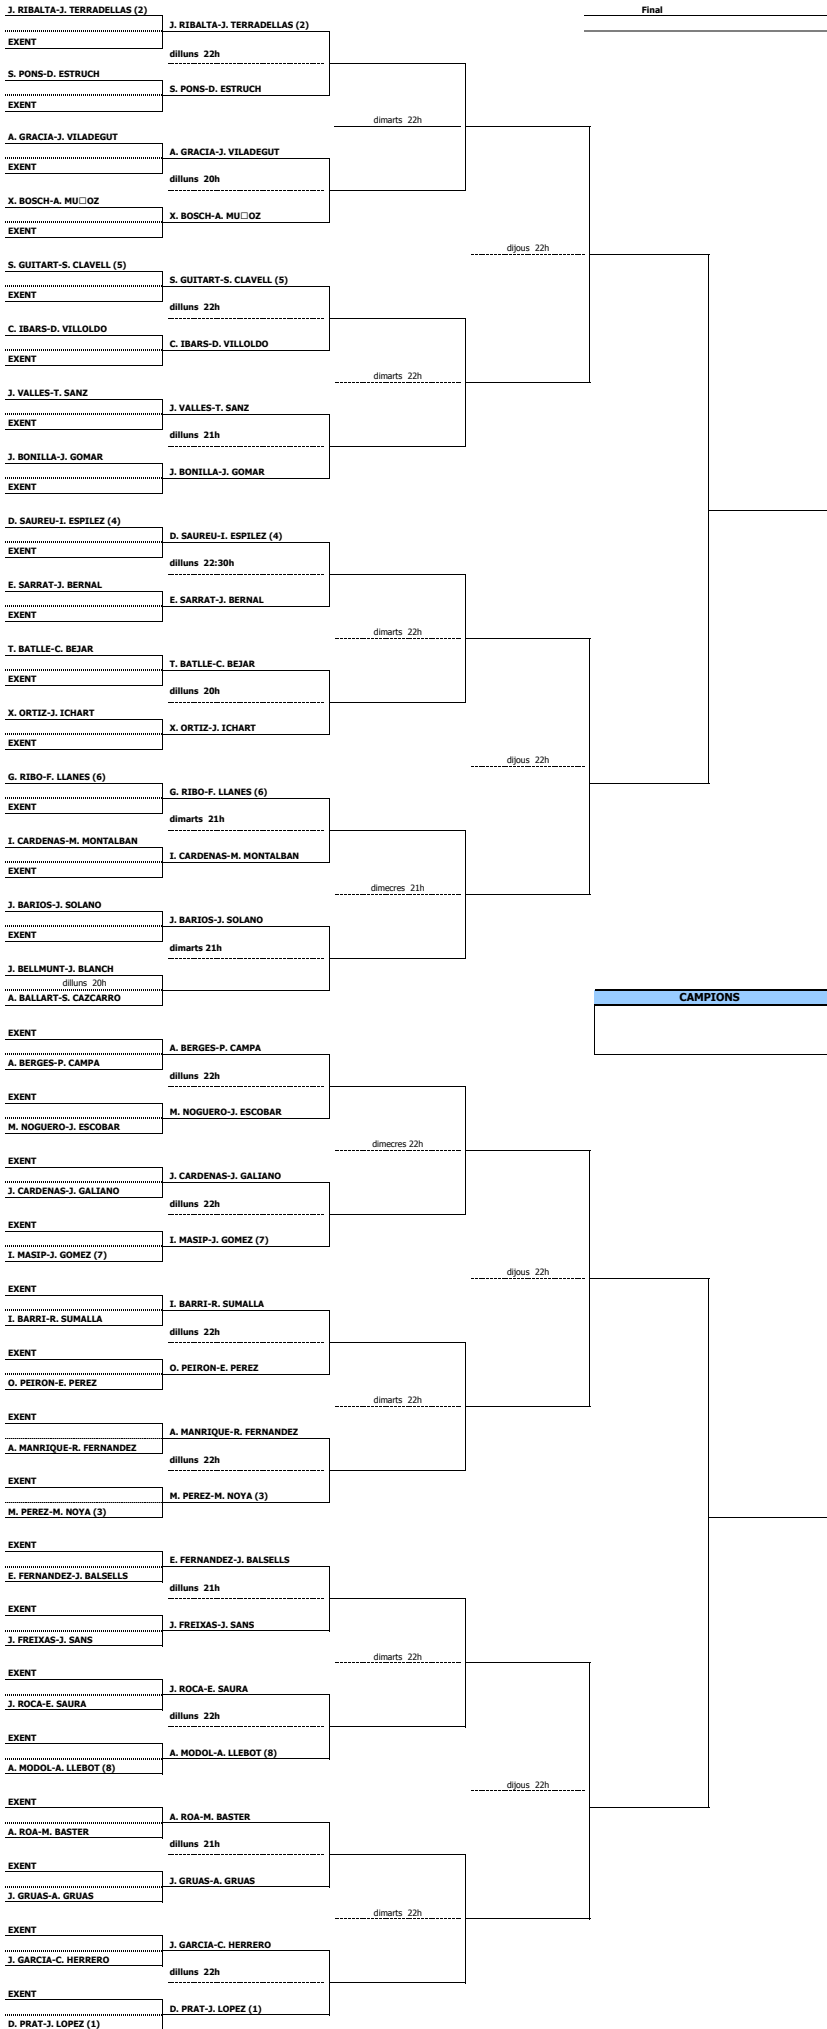 J. RIBALTA-J. TERRADELLAS (2)
Final
J. RIBALTA-J. TERRADELLAS (2)
EXENT
dilluns 22h
S. PONS-D. ESTRUCH
S. PONS-D. ESTRUCH
EXENT
dimarts 22h
A. GRACIA-J. VILADEGUT
A. GRACIA-J. VILADEGUT
EXENT
dilluns 20h
X. BOSCH-A. MU□OZ
X. BOSCH-A. MU□OZ
EXENT
dijous 22h
S. GUITART-S. CLAVELL (5)
S. GUITART-S. CLAVELL (5)
EXENT
dilluns 22h
C. IBARS-D. VILLOLDO
C. IBARS-D. VILLOLDO
EXENT
dimarts 22h
J. VALLES-T. SANZ
J. VALLES-T. SANZ
EXENT
dilluns 21h
J. BONILLA-J. GOMAR
J. BONILLA-J. GOMAR
EXENT
D. SAUREU-I. ESPILEZ (4)
D. SAUREU-I. ESPILEZ (4)
EXENT
dilluns 22:30h
E. SARRAT-J. BERNAL
E. SARRAT-J. BERNAL
EXENT
dimarts 22h
T. BATLLE-C. BEJAR
T. BATLLE-C. BEJAR
EXENT
dilluns 20h
X. ORTIZ-J. ICHART
X. ORTIZ-J. ICHART
EXENT
dijous 22h
G. RIBO-F. LLANES (6)
G. RIBO-F. LLANES (6)
EXENT
dimarts 21h
I. CARDENAS-M. MONTALBAN
I. CARDENAS-M. MONTALBAN
EXENT
dimecres 21h
J. BARIOS-J. SOLANO
J. BARIOS-J. SOLANO
EXENT
dimarts 21h
J. BELLMUNT-J. BLANCH
dilluns 20h
A. BALLART-S. CAZCARRO
CAMPIONS
EXENT
A. BERGES-P. CAMPA
A. BERGES-P. CAMPA
dilluns 22h
EXENT
M. NOGUERO-J. ESCOBAR
M. NOGUERO-J. ESCOBAR
dimecres 22h
EXENT
J. CARDENAS-J. GALIANO
J. CARDENAS-J. GALIANO
dilluns 22h
EXENT
I. MASIP-J. GOMEZ (7)
I. MASIP-J. GOMEZ (7)
dijous 22h
EXENT
I. BARRI-R. SUMALLA
I. BARRI-R. SUMALLA
dilluns 22h
EXENT
O. PEIRON-E. PEREZ
O. PEIRON-E. PEREZ
dimarts 22h
EXENT
A. MANRIQUE-R. FERNANDEZ
A. MANRIQUE-R. FERNANDEZ
dilluns 22h
EXENT
M. PEREZ-M. NOYA (3)
M. PEREZ-M. NOYA (3)
EXENT
E. FERNANDEZ-J. BALSELLS
E. FERNANDEZ-J. BALSELLS
dilluns 21h
EXENT
J. FREIXAS-J. SANS
J. FREIXAS-J. SANS
dimarts 22h
EXENT
J. ROCA-E. SAURA
J. ROCA-E. SAURA
dilluns 22h
EXENT
A. MODOL-A. LLEBOT (8)
A. MODOL-A. LLEBOT (8)
dijous 22h
EXENT
A. ROA-M. BASTER
A. ROA-M. BASTER
dilluns 21h
EXENT
J. GRUAS-A. GRUAS
J. GRUAS-A. GRUAS
dimarts 22h
EXENT
J. GARCIA-C. HERRERO
J. GARCIA-C. HERRERO
dilluns 22h
EXENT
D. PRAT-J. LOPEZ (1)
D. PRAT-J. LOPEZ (1)